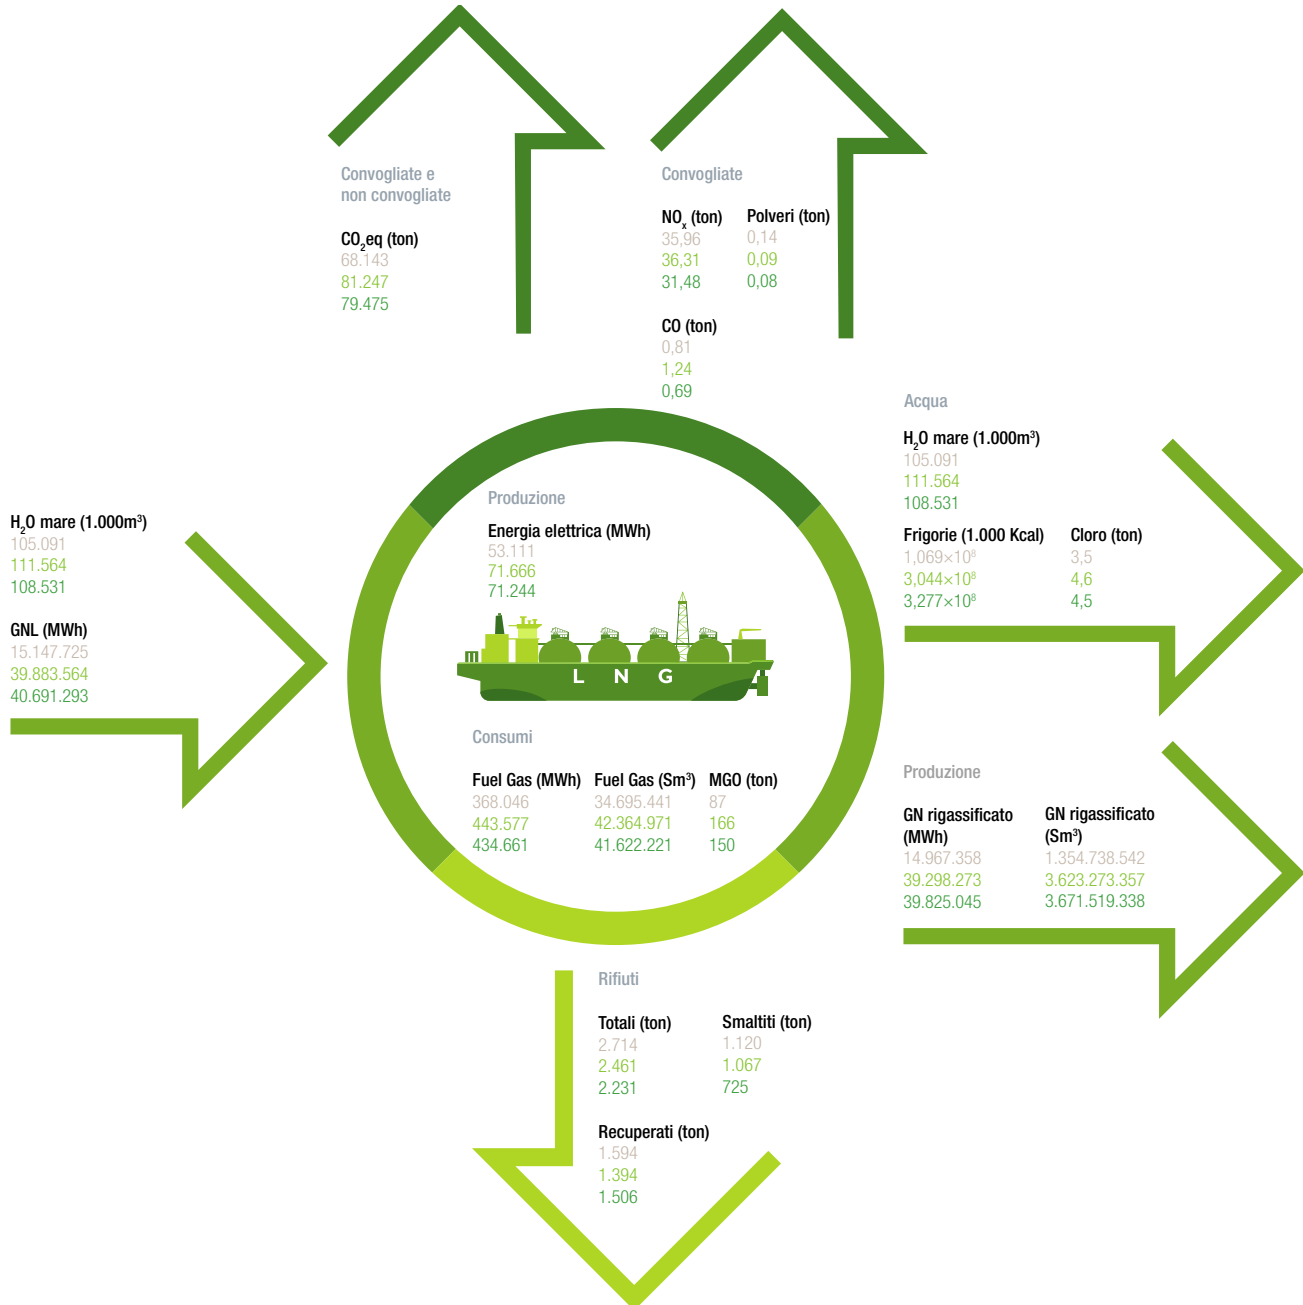 Convogliate e
non convogliate
CO₂eq (ton)
68.143
81.247
79.475
Convogliate
NOₓ (ton) Polveri (ton)
35,96 0,14
36,31 0,09
31,48 0,08
CO (ton)
0,81
1,24
0,69
H₂O mare (1.000m³)
105.091
111.564
108.531
GNL (MWh)
15.147.725
39.883.564
40.691.293
Produzione
Energia elettrica (MWh)
53.111
71.666
71.244
L N G
Consumi
Fuel Gas (MWh) Fuel Gas (Sm³) MGO (ton)
368.046 34.695.441 87
443.577 42.364.971 166
434.661 41.622.221 150
Acqua
H₂O mare (1.000m³)
105.091
111.564
108.531
Frigorie (1.000 Kcal) Cloro (ton)
1,069×10⁸ 3,5
3,044×10⁸ 4,6
3,277×10⁸ 4,5
Produzione
GN rigassificato GN rigassificato
(MWh) (Sm³)
14.967.358 1.354.738.542
39.298.273 3.623.273.357
39.825.045 3.671.519.338
Rifiuti
Totali (ton) Smaltiti (ton)
2.714 1.120
2.461 1.067
2.231 725
Recuperati (ton)
1.594
1.394
1.506